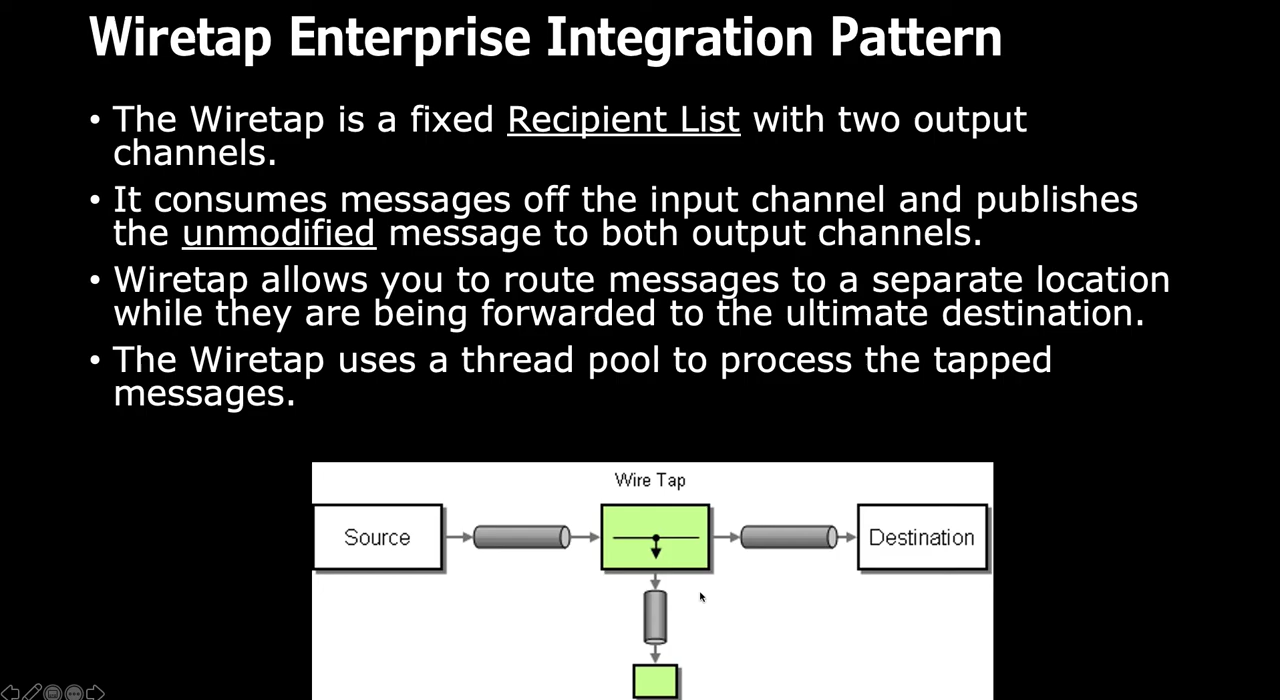 Wiretap Enterprise Integration Pattern
• The Wiretap is a fixed Recipient List with two output
channels.
• It consumes messages off the input channel and publishes
the unmodified message to both output channels.
• Wiretap allows you to route messages to a separate location
while they are being forwarded to the ultimate destination.
• The Wiretap uses a thread pool to process the tapped
messages.
Wire Tap
Source
Destination